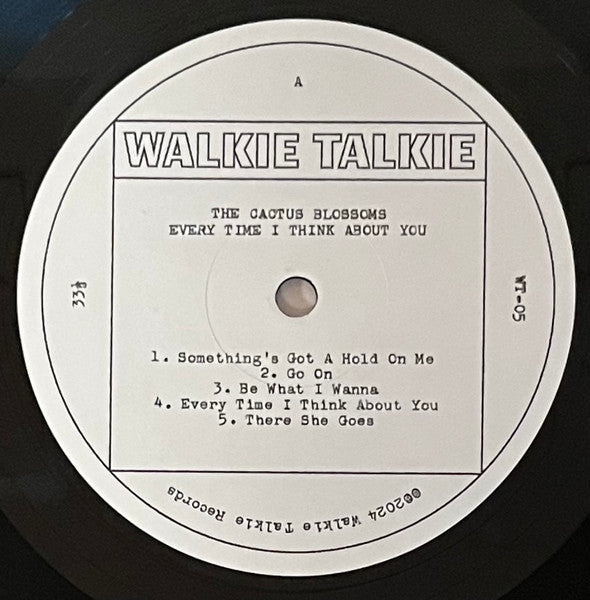 A
WALKIE TALKIE
THE CACTUS BLOSSOMS
EVERY TIME I THINK ABOUT YOU
33⅓
WT-05
1. Something's Got A Hold On Me
2. Go On
3. Be What I Wanna
4. Every Time I Think About You
5. There She Goes
℗©2024 Walkie Talkie Records